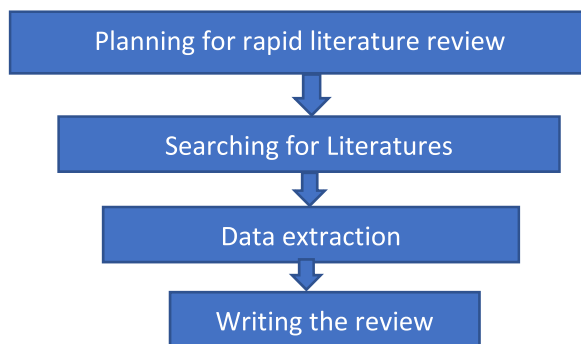 Planning for rapid literature review
Searching for Literatures
Data extraction
Writing the review